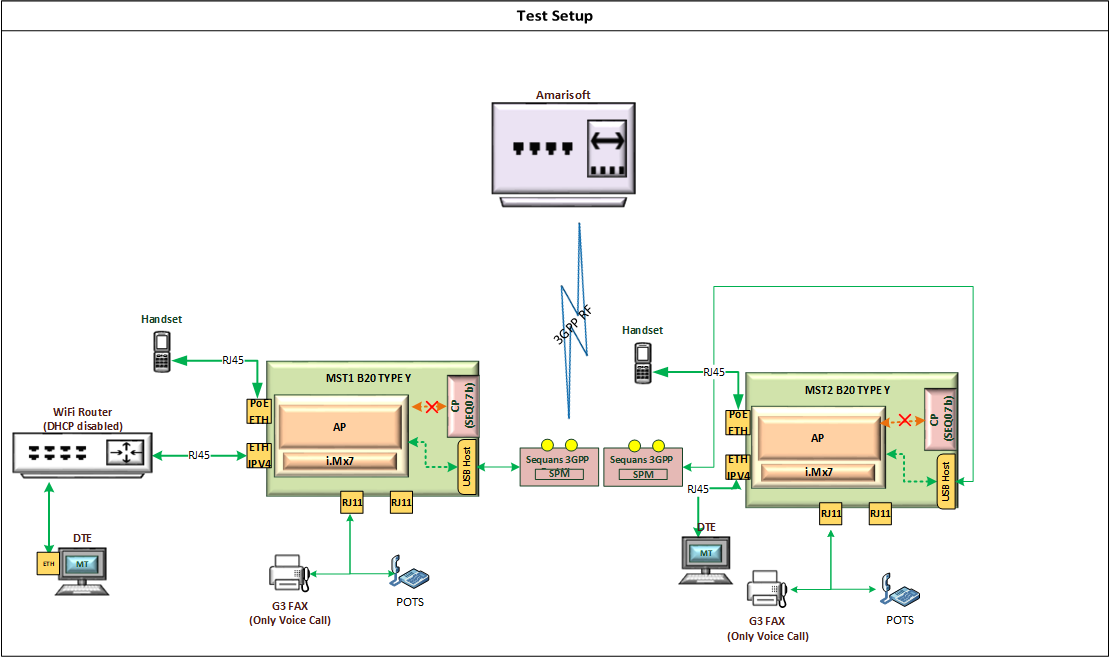 Test Setup
Amarisoft
3GPP RF
Handset
RJ45
MST1 B20 TYPE Y
PoE
ETH
AP
i.Mx7
CP
(SEQ07b)
USB Host
ETH
IPV4
RJ45
WiFi Router
(DHCP disabled)
DTE
ETH
MT
RJ11
RJ11
G3 FAX
(Only Voice Call)
POTS
Sequans 3GPP
SPM
Sequans 3GPP
SPM
Handset
RJ45
MST2 B20 TYPE Y
PoE
ETH
AP
i.Mx7
CP
(SEQ07b)
USB Host
ETH
IPV4
RJ45
DTE
MT
RJ11
RJ11
G3 FAX
(Only Voice Call)
POTS